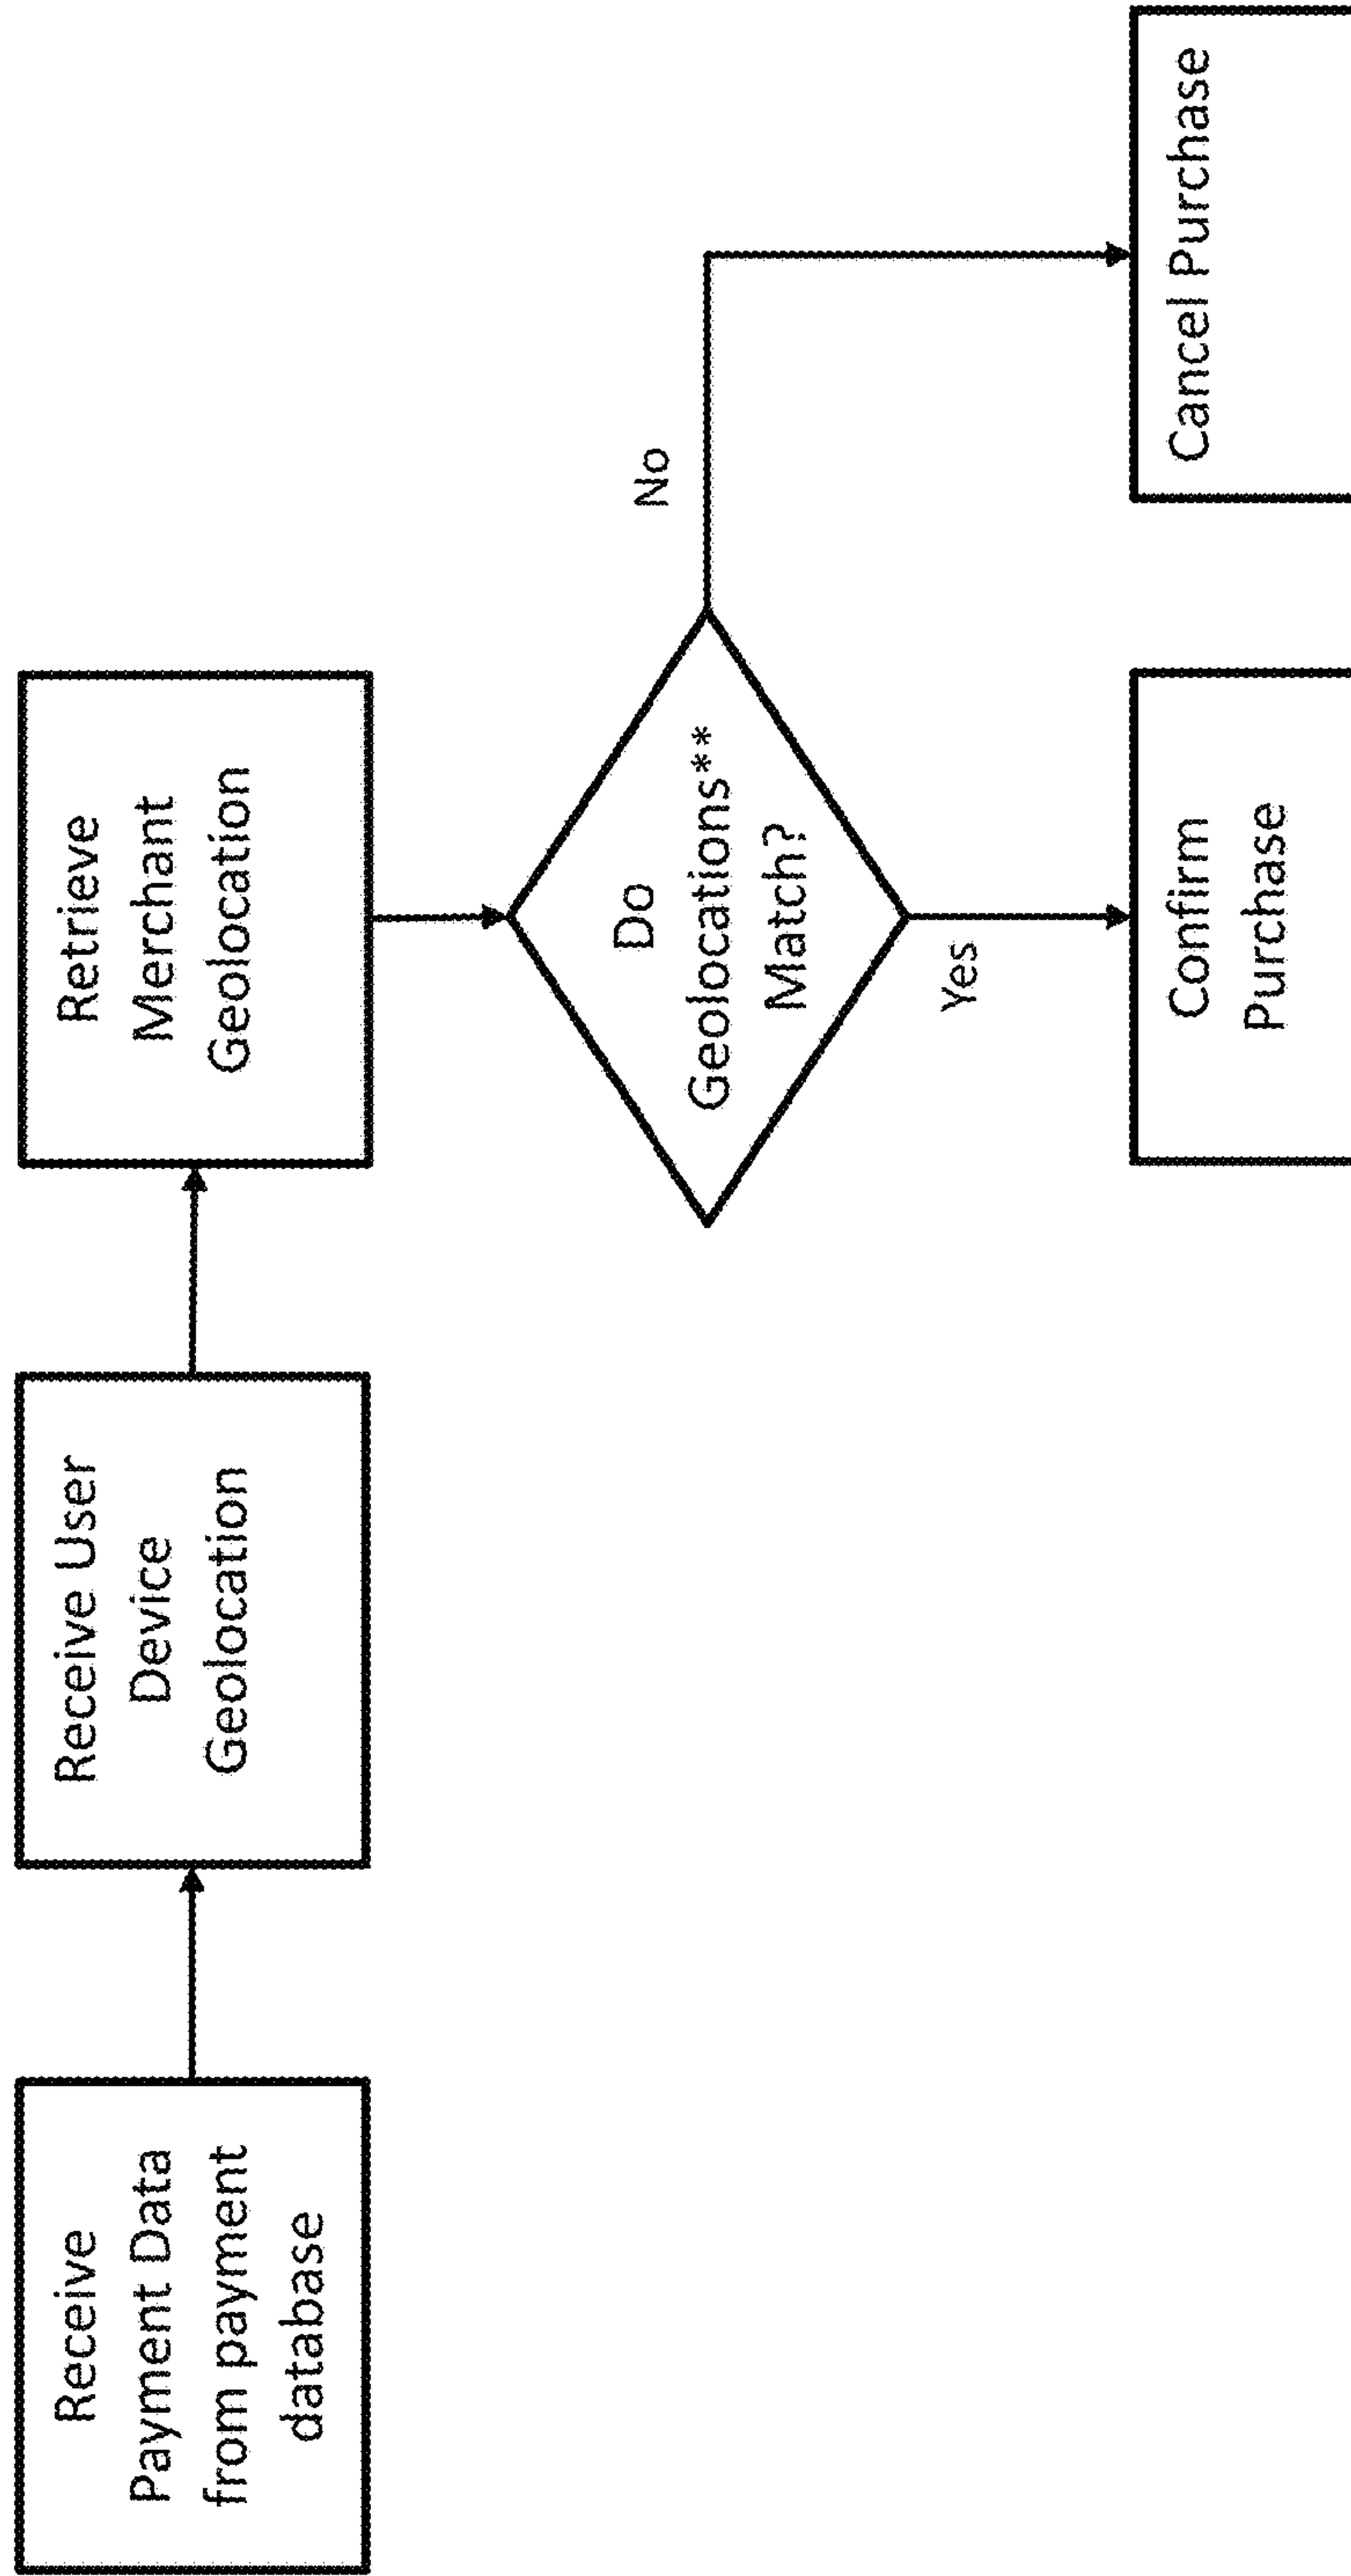 Receive
Payment Data
from payment
database
Receive User
Device
Geolocation
Retrieve
Merchant
Geolocation
Do
Geolocations**
Match?
No
Yes
Confirm
Purchase
Cancel Purchase